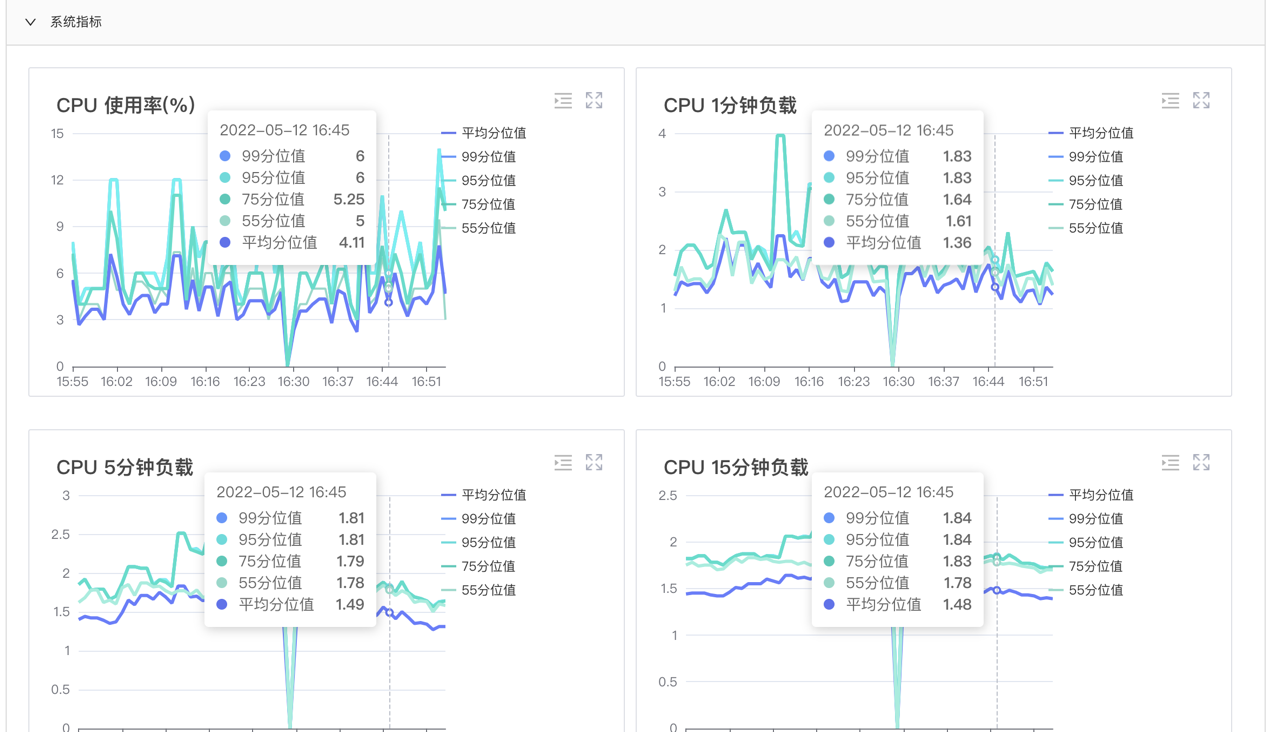 系统指标
CPU 使用率(%)
2022-05-12 16:45
99分位值 6
95分位值 6
75分位值 5.25
55分位值 5
平均分位值 4.11
平均分位值
99分位值
95分位值
75分位值
55分位值
15
12
9
6
3
0
15:55 16:02 16:09 16:16 16:23 16:30 16:37 16:44 16:51
CPU 1分钟负载
2022-05-12 16:45
99分位值 1.83
95分位值 1.83
75分位值 1.64
55分位值 1.61
平均分位值 1.36
平均分位值
99分位值
95分位值
75分位值
55分位值
4
3
2
1
0
15:55 16:02 16:09 16:16 16:23 16:30 16:37 16:44 16:51
CPU 5分钟负载
2022-05-12 16:45
99分位值 1.81
95分位值 1.81
75分位值 1.79
55分位值 1.78
平均分位值 1.49
平均分位值
99分位值
95分位值
75分位值
55分位值
3
2.5
2
1.5
1
0.5
0
CPU 15分钟负载
2022-05-12 16:45
99分位值 1.84
95分位值 1.84
75分位值 1.83
55分位值 1.78
平均分位值 1.48
平均分位值
99分位值
95分位值
75分位值
55分位值
2.5
2
1.5
1
0.5
0